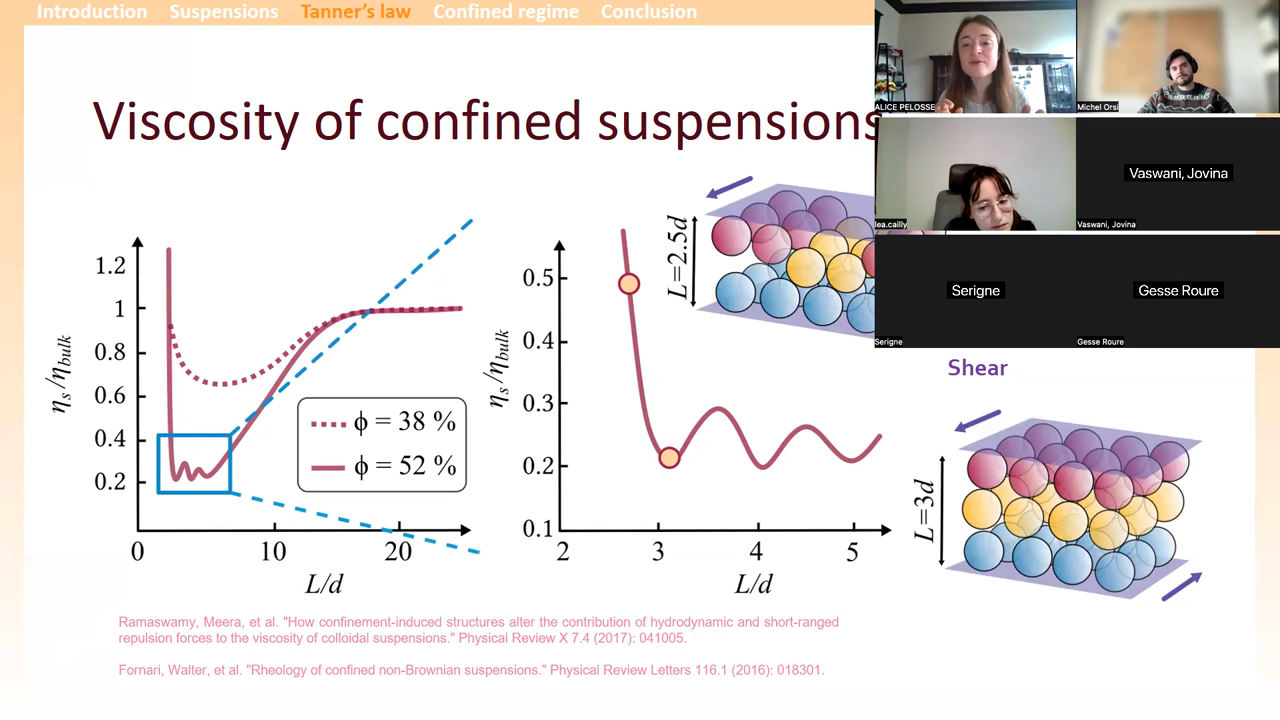 Introduction Suspensions Tanner's law Confined regime Conclusion
Viscosity of confined suspensions
ηs/ηbulk
1.2
1
0.8
0.6
0.4
0.2
0 10 20
L/d
ϕ = 38 %
ϕ = 52 %
ηs/ηbulk
0.5
0.4
0.3
0.2
0.1
2 3 4 5
L/d
L=2.5d
Shear
L=3d
Ramaswamy, Meera, et al. "How confinement-induced structures alter the contribution of hydrodynamic and short-ranged
repulsion forces to the viscosity of colloidal suspensions." Physical Review X 7.4 (2017): 041005.
Fornari, Walter, et al. "Rheology of confined non-Brownian suspensions." Physical Review Letters 116.1 (2016): 018301.
ALICE PELOSSE
Michel Orsi
lea.cailly
Vaswani, Jovina
Vaswani, Jovina
Serigne
Serigne
Gesse Roure
Gesse Roure